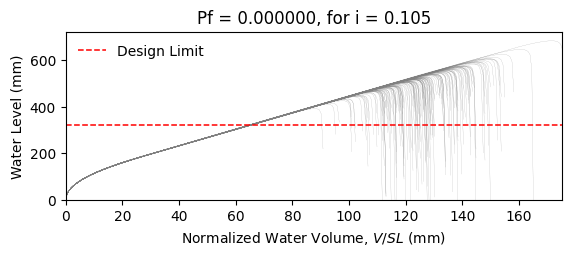 Pf = 0.000000, for i = 0.105
Design Limit
Water Level (mm)
600
400
200
0
0 20 40 60 80 100 120 140 160
Normalized Water Volume, V/SL (mm)